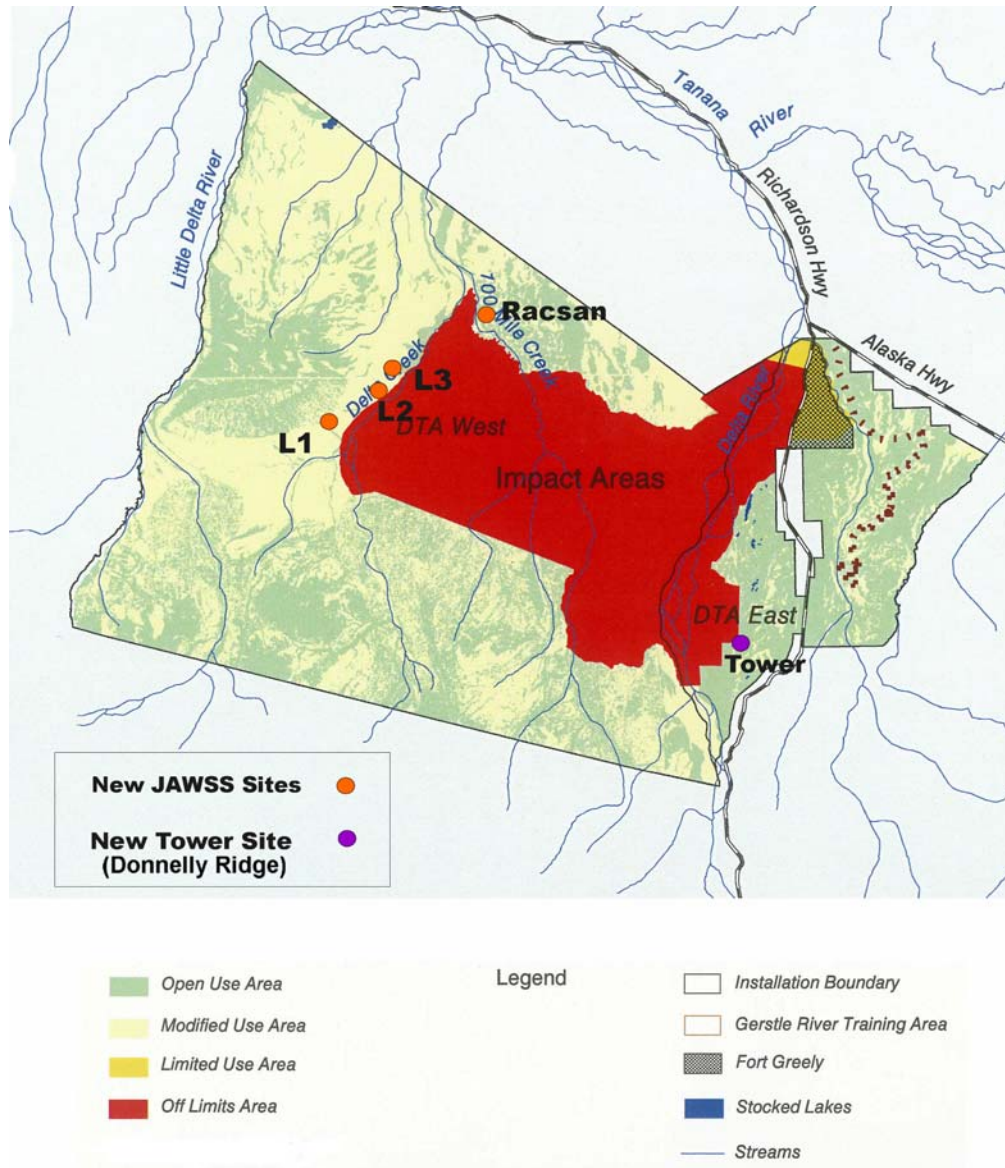 Tanana
River
Little Delta River
Richardson Hwy
100 Mile Creek
Racsan
Alaska Hwy
Delta Creek
L3
L2
DTA West
Delta River
L1
Impact Areas
DTA East
Tower
New JAWSS Sites
New Tower Site
(Donnelly Ridge)
Legend
Open Use Area
Modified Use Area
Limited Use Area
Off Limits Area
Installation Boundary
Gerstle River Training Area
Fort Greely
Stocked Lakes
Streams